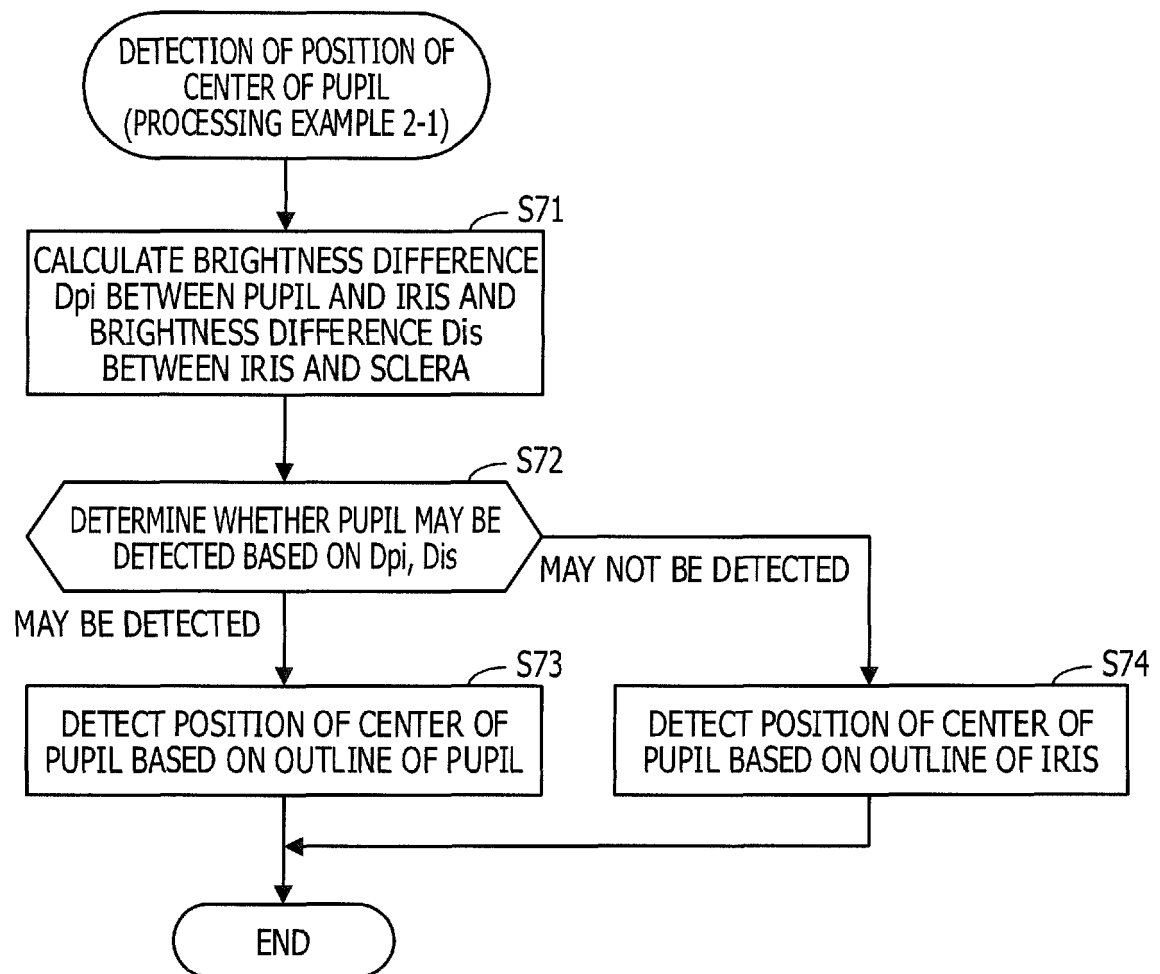 DETECTION OF POSITION OF
CENTER OF PUPIL
(PROCESSING EXAMPLE 2-1)
S71
CALCULATE BRIGHTNESS DIFFERENCE
Dpi BETWEEN PUPIL AND IRIS AND
BRIGHTNESS DIFFERENCE Dis
BETWEEN IRIS AND SCLERA
S72
DETERMINE WHETHER PUPIL MAY BE
DETECTED BASED ON Dpi, Dis
MAY NOT BE DETECTED
MAY BE DETECTED
S73
DETECT POSITION OF CENTER OF
PUPIL BASED ON OUTLINE OF PUPIL
S74
DETECT POSITION OF CENTER OF
PUPIL BASED ON OUTLINE OF IRIS
END